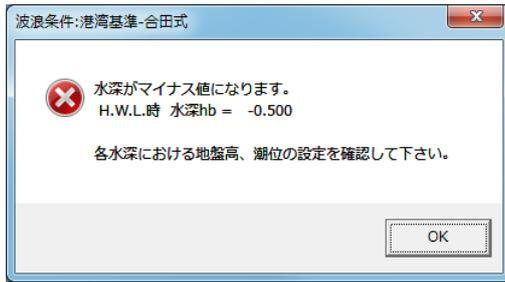 波浪条件:港湾基準-合田式
水深がマイナス値になります。
H.W.L.時 水深hb = -0.500
各水深における地盤高、潮位の設定を確認して下さい。
OK